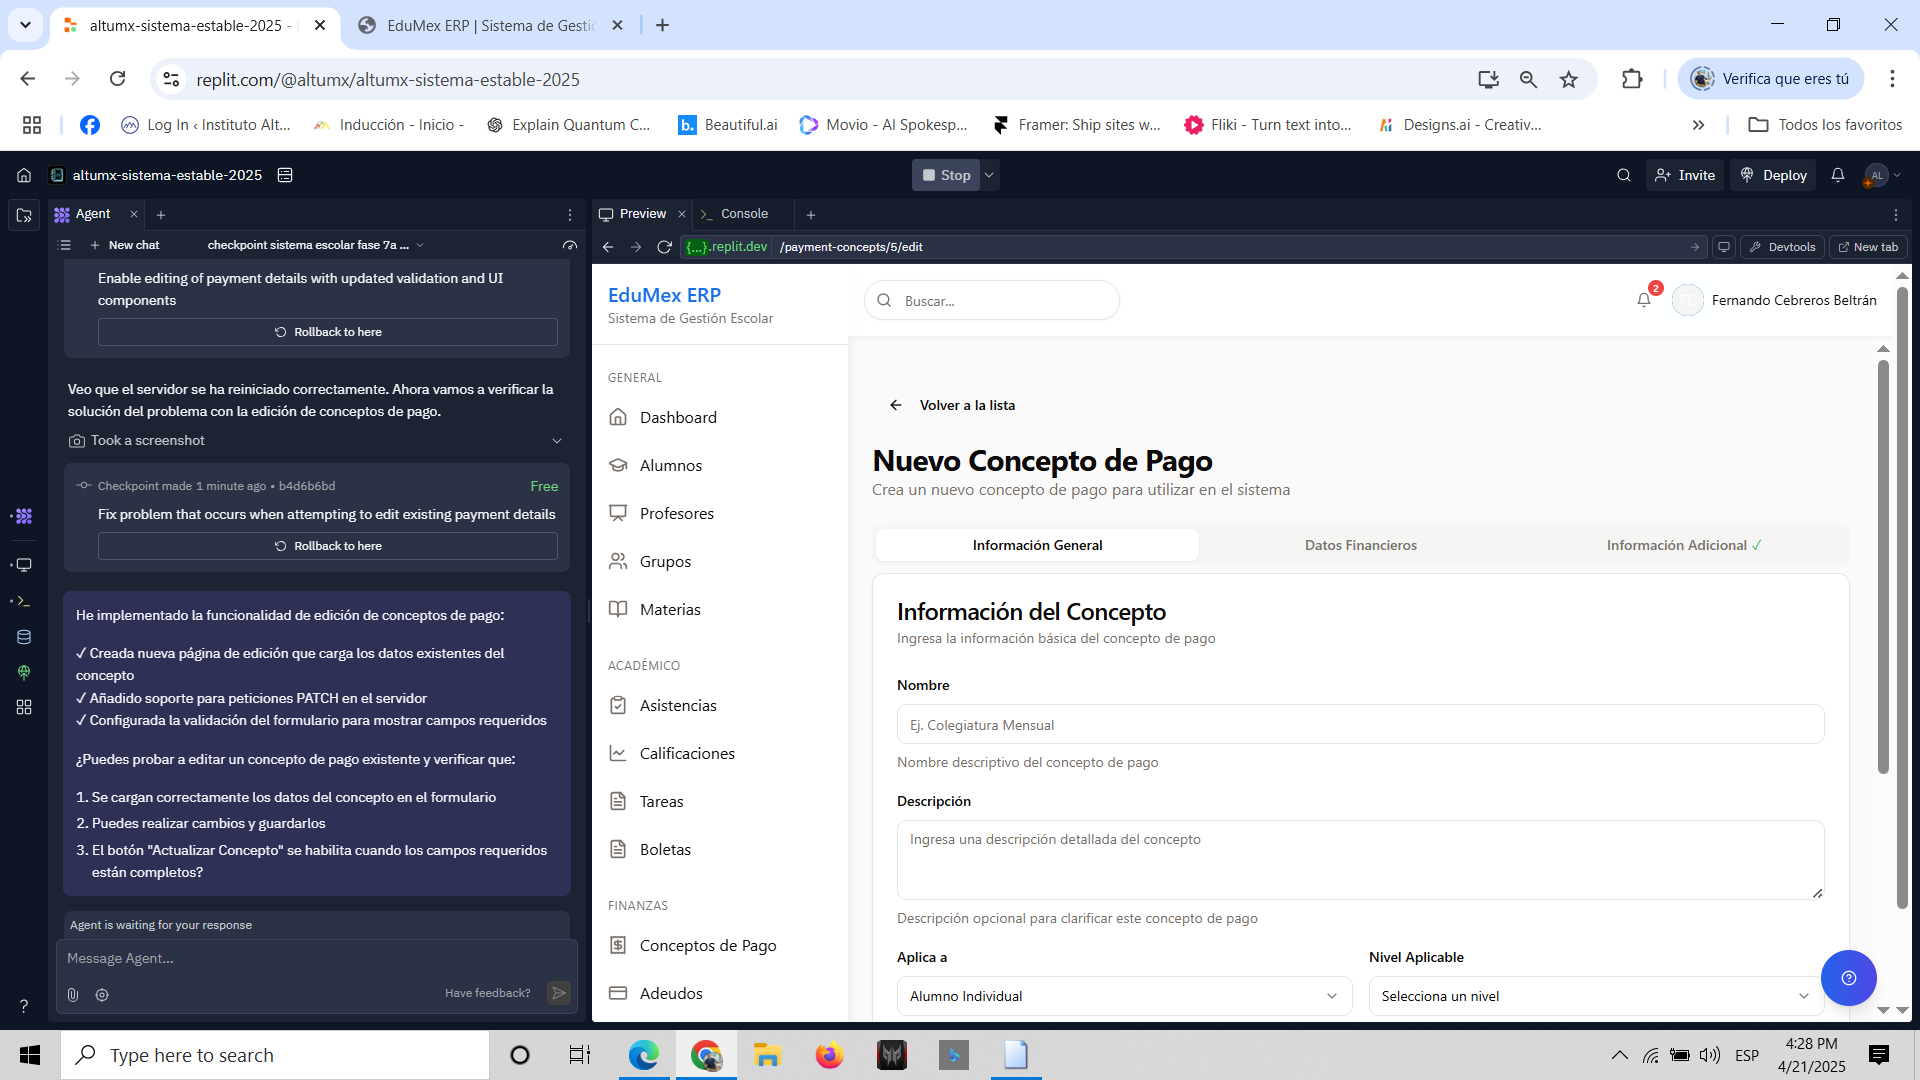 altumx-sistema-estable-2025 -
EduMex ERP | Sistema de Gestió
replit.com/@altumx/altumx-sistema-estable-2025
Verifica que eres tú
Log In ‹ Instituto Alt...
Inducción - Inicio -
Explain Quantum C...
b.
Beautiful.ai
Movio - AI Spokesp...
Framer: Ship sites w...
Fliki - Turn text into...
Designs.ai - Creativ...
Todos los favoritos
altumx-sistema-estable-2025
Stop
Invite
Deploy
AL
Agent
Preview
Console
New chat
checkpoint sistema escolar fase 7a ...
{...}.replit.dev
/payment-concepts/5/edit
Devtools
New tab
Enable editing of payment details with updated validation and UI
components
Rollback to here
Veo que el servidor se ha reiniciado correctamente. Ahora vamos a verificar la
solución del problema con la edición de conceptos de pago.
Took a screenshot
Checkpoint made 1 minute ago • b4d6b6bd
Free
Fix problem that occurs when attempting to edit existing payment details
Rollback to here
He implementado la funcionalidad de edición de conceptos de pago:
✓ Creada nueva página de edición que carga los datos existentes del
concepto
✓ Añadido soporte para peticiones PATCH en el servidor
✓ Configurada la validación del formulario para mostrar campos requeridos
¿Puedes probar a editar un concepto de pago existente y verificar que:
1. Se cargan correctamente los datos del concepto en el formulario
2. Puedes realizar cambios y guardarlos
3. El botón "Actualizar Concepto" se habilita cuando los campos requeridos
están completos?
Agent is waiting for your response
Message Agent...
Have feedback?
EduMex ERP
Sistema de Gestión Escolar
GENERAL
Dashboard
Alumnos
Profesores
Grupos
Materias
ACADÉMICO
Asistencias
Calificaciones
Tareas
Boletas
FINANZAS
Conceptos de Pago
Adeudos
Buscar...
2
FC
Fernando Cebreros Beltrán
Volver a la lista
Nuevo Concepto de Pago
Crea un nuevo concepto de pago para utilizar en el sistema
Información General
Datos Financieros
Información Adicional ✓
Información del Concepto
Ingresa la información básica del concepto de pago
Nombre
Ej. Colegiatura Mensual
Nombre descriptivo del concepto de pago
Descripción
Ingresa una descripción detallada del concepto
Descripción opcional para clarificar este concepto de pago
Aplica a
Nivel Aplicable
Alumno Individual
Selecciona un nivel
Type here to search
ESP
4:28 PM
4/21/2025